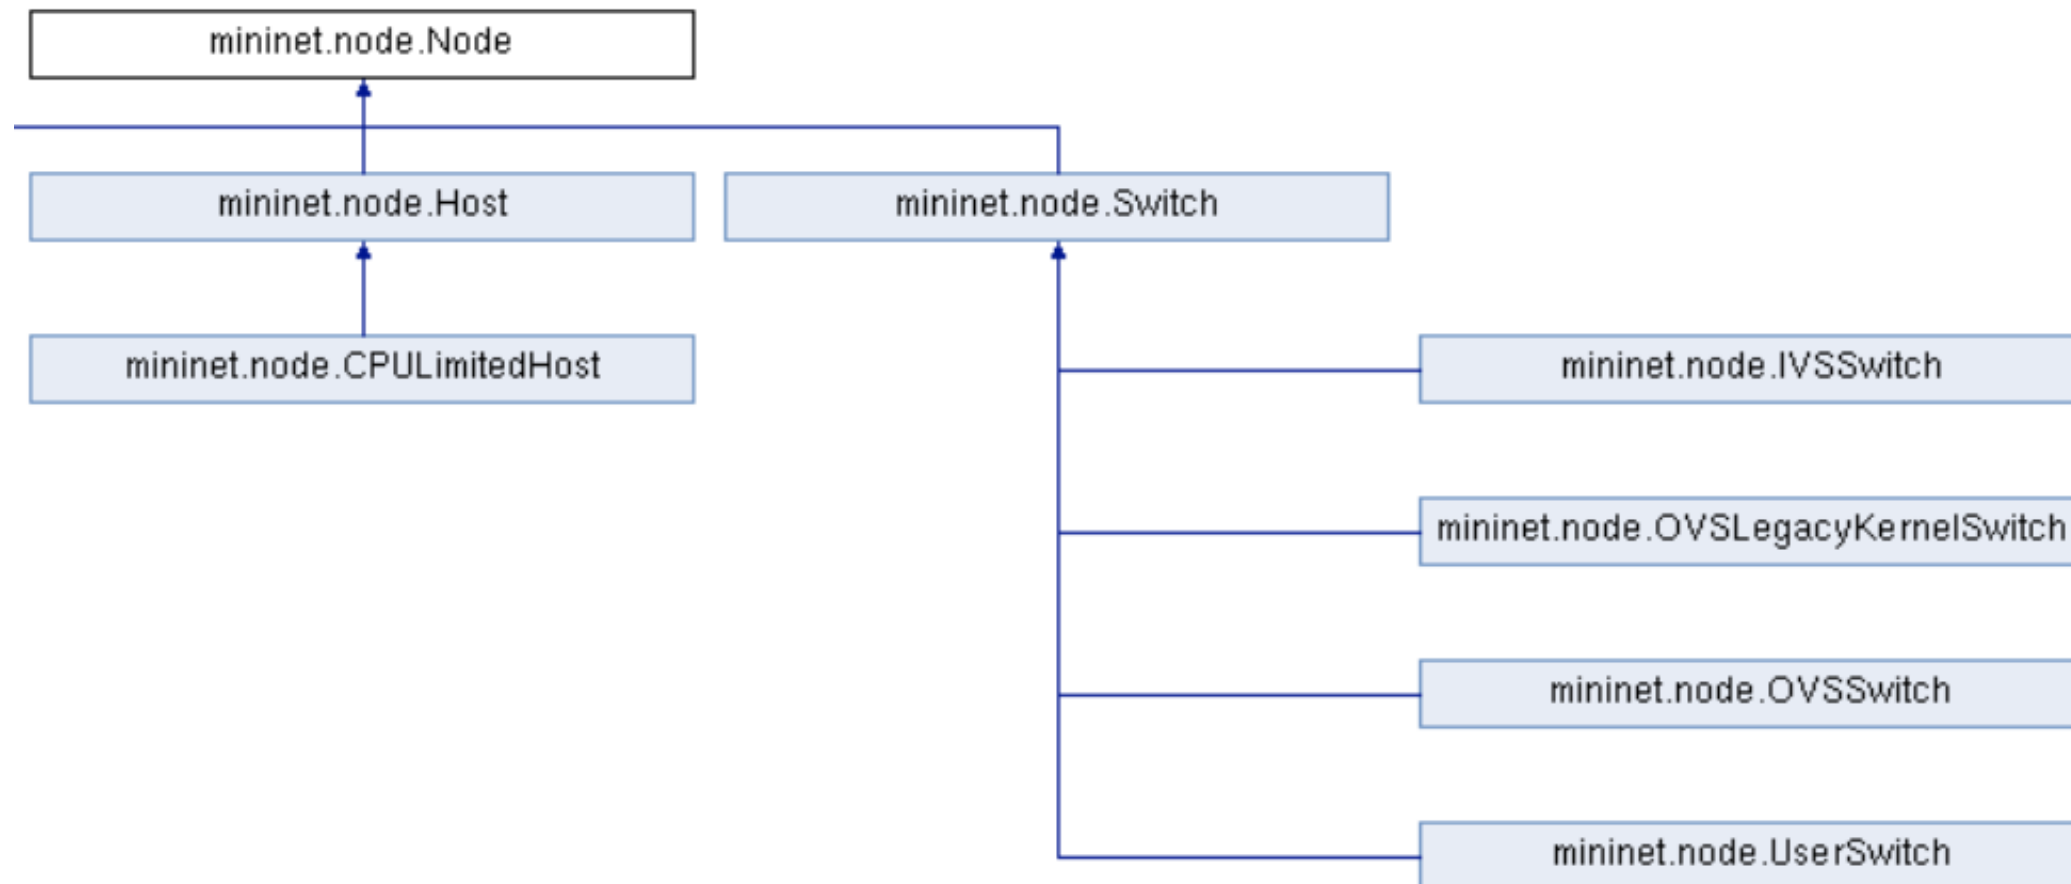 mininet.node.Node
mininet.node.Host
mininet.node.Switch
mininet.node.CPULimitedHost
mininet.node.IVSSwitch
mininet.node.OVSLegacyKernelSwitch
mininet.node.OVSSwitch
mininet.node.UserSwitch